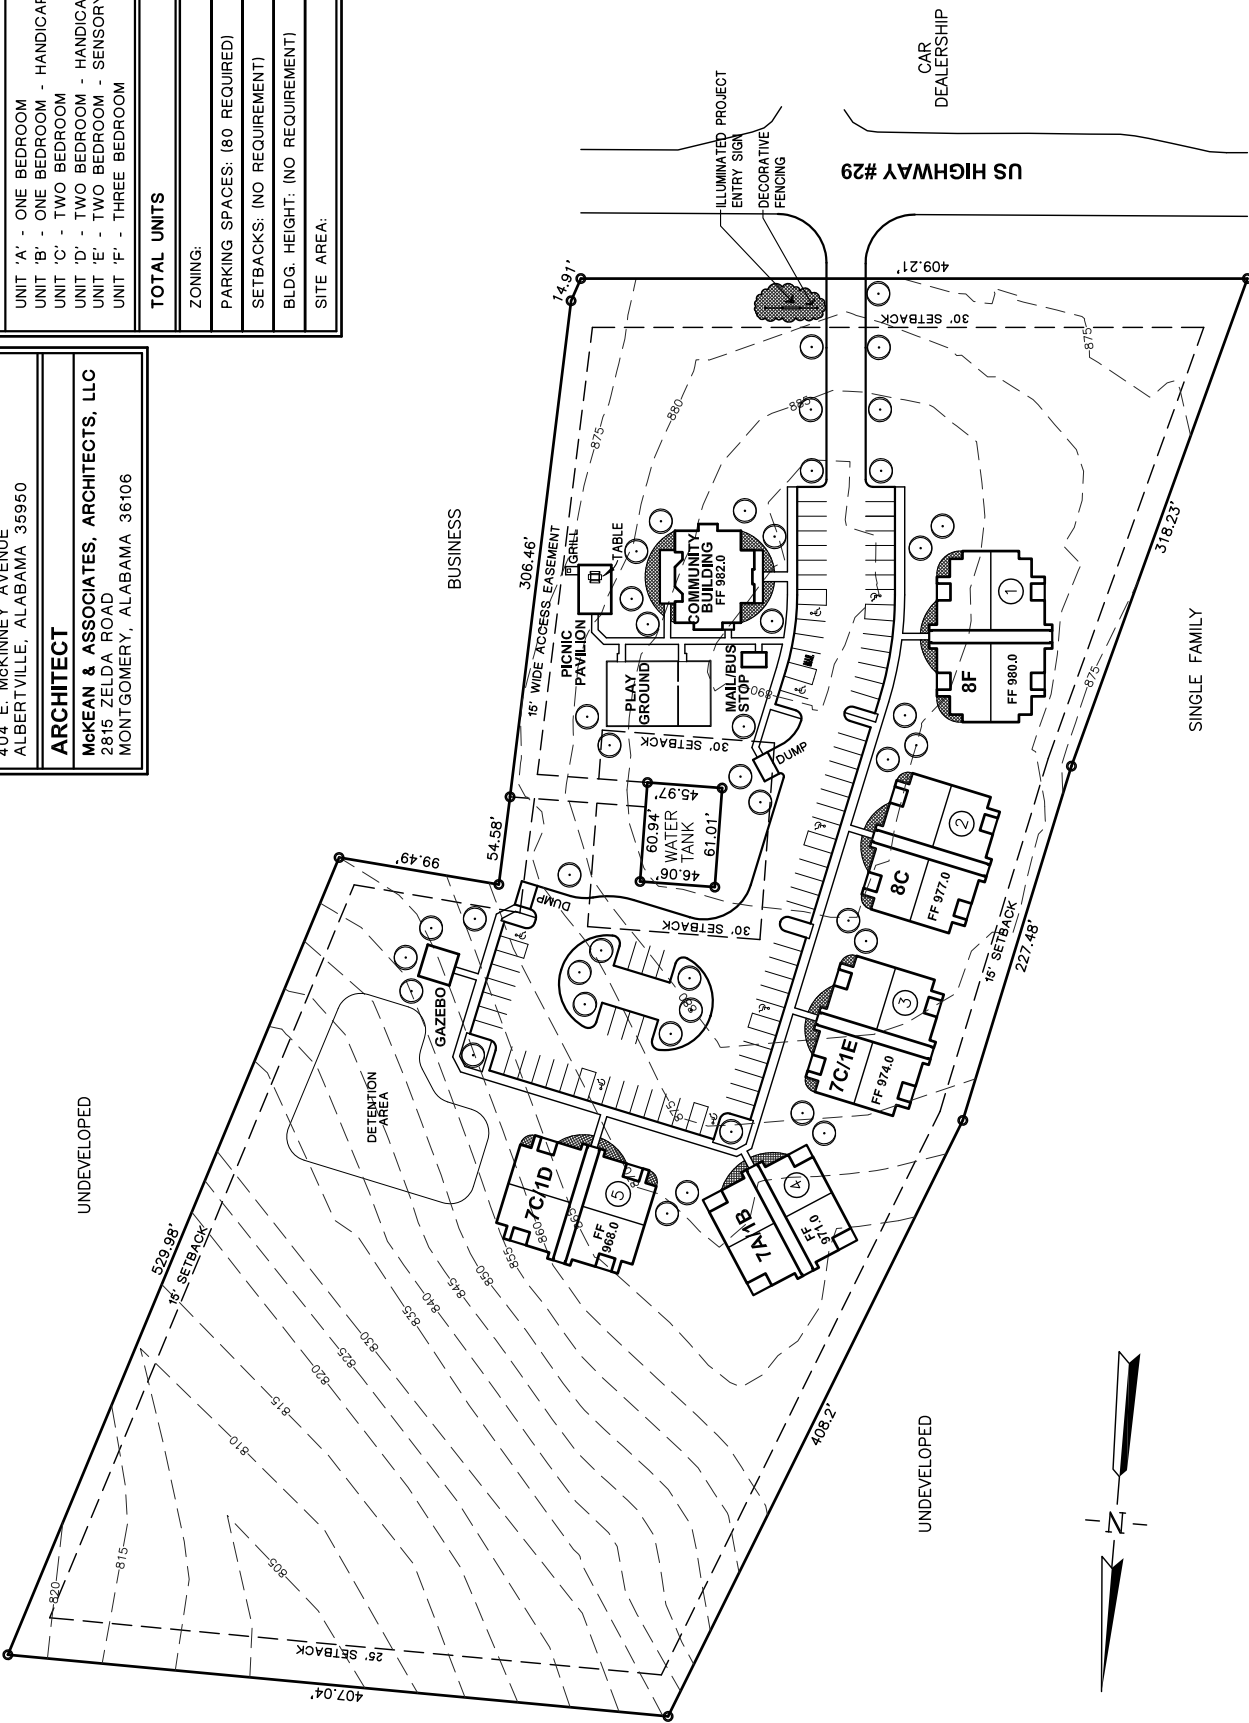 404 E. McKINNEY AVENUE
ALBERTVILLE, ALABAMA 35950
ARCHITECT
McKEAN & ASSOCIATES, ARCHITECTS, LLC
2815 ZELDA ROAD
MONTGOMERY, ALABAMA 36106
UNIT 'A' - ONE BEDROOM
UNIT 'B' - ONE BEDROOM - HANDICAP
UNIT 'C' - TWO BEDROOM
UNIT 'D' - TWO BEDROOM - HANDICA
UNIT 'E' - TWO BEDROOM - SENSORY
UNIT 'F' - THREE BEDROOM
TOTAL UNITS
ZONING:
PARKING SPACES: (80 REQUIRED)
SETBACKS: (NO REQUIREMENT)
BLDG. HEIGHT: (NO REQUIREMENT)
SITE AREA:
UNDEVELOPED
BUSINESS
CAR
DEALERSHIP
US HIGHWAY #29
ILLUMINATED PROJECT
ENTRY SIGN
DECORATIVE
FENCING
14.91'
409.21'
30' SETBACK
306.46'
15' WIDE ACCESS EASEMENT
GRILL
TABLE
PICNIC
PAVILION
COMMUNITY
BUILDING
FF 982.0
PLAY
GROUND
MAIL/BUS
STOP
30' SETBACK
DUMP
54.58'
99.49'
45.97'
60.94'
WATER
TANK
61.01'
46.06'
30' SETBACK
DUMP
GAZEBO
DETENTION
AREA
529.98'
15' SETBACK
25' SETBACK
407.04'
408.2'
227.48'
15' SETBACK
318.23'
SINGLE FAMILY
UNDEVELOPED
8F
1
FF 980.0
8C
2
FF 977.0
7C/1E
3
FF 974.0
7A/1B
4
FF
971.0
7C/1D
5
FF
968.0
875
880
885
875
875
890
880
875
865
860
855
850
845
840
835
830
825
820
815
810
805
815
820
N